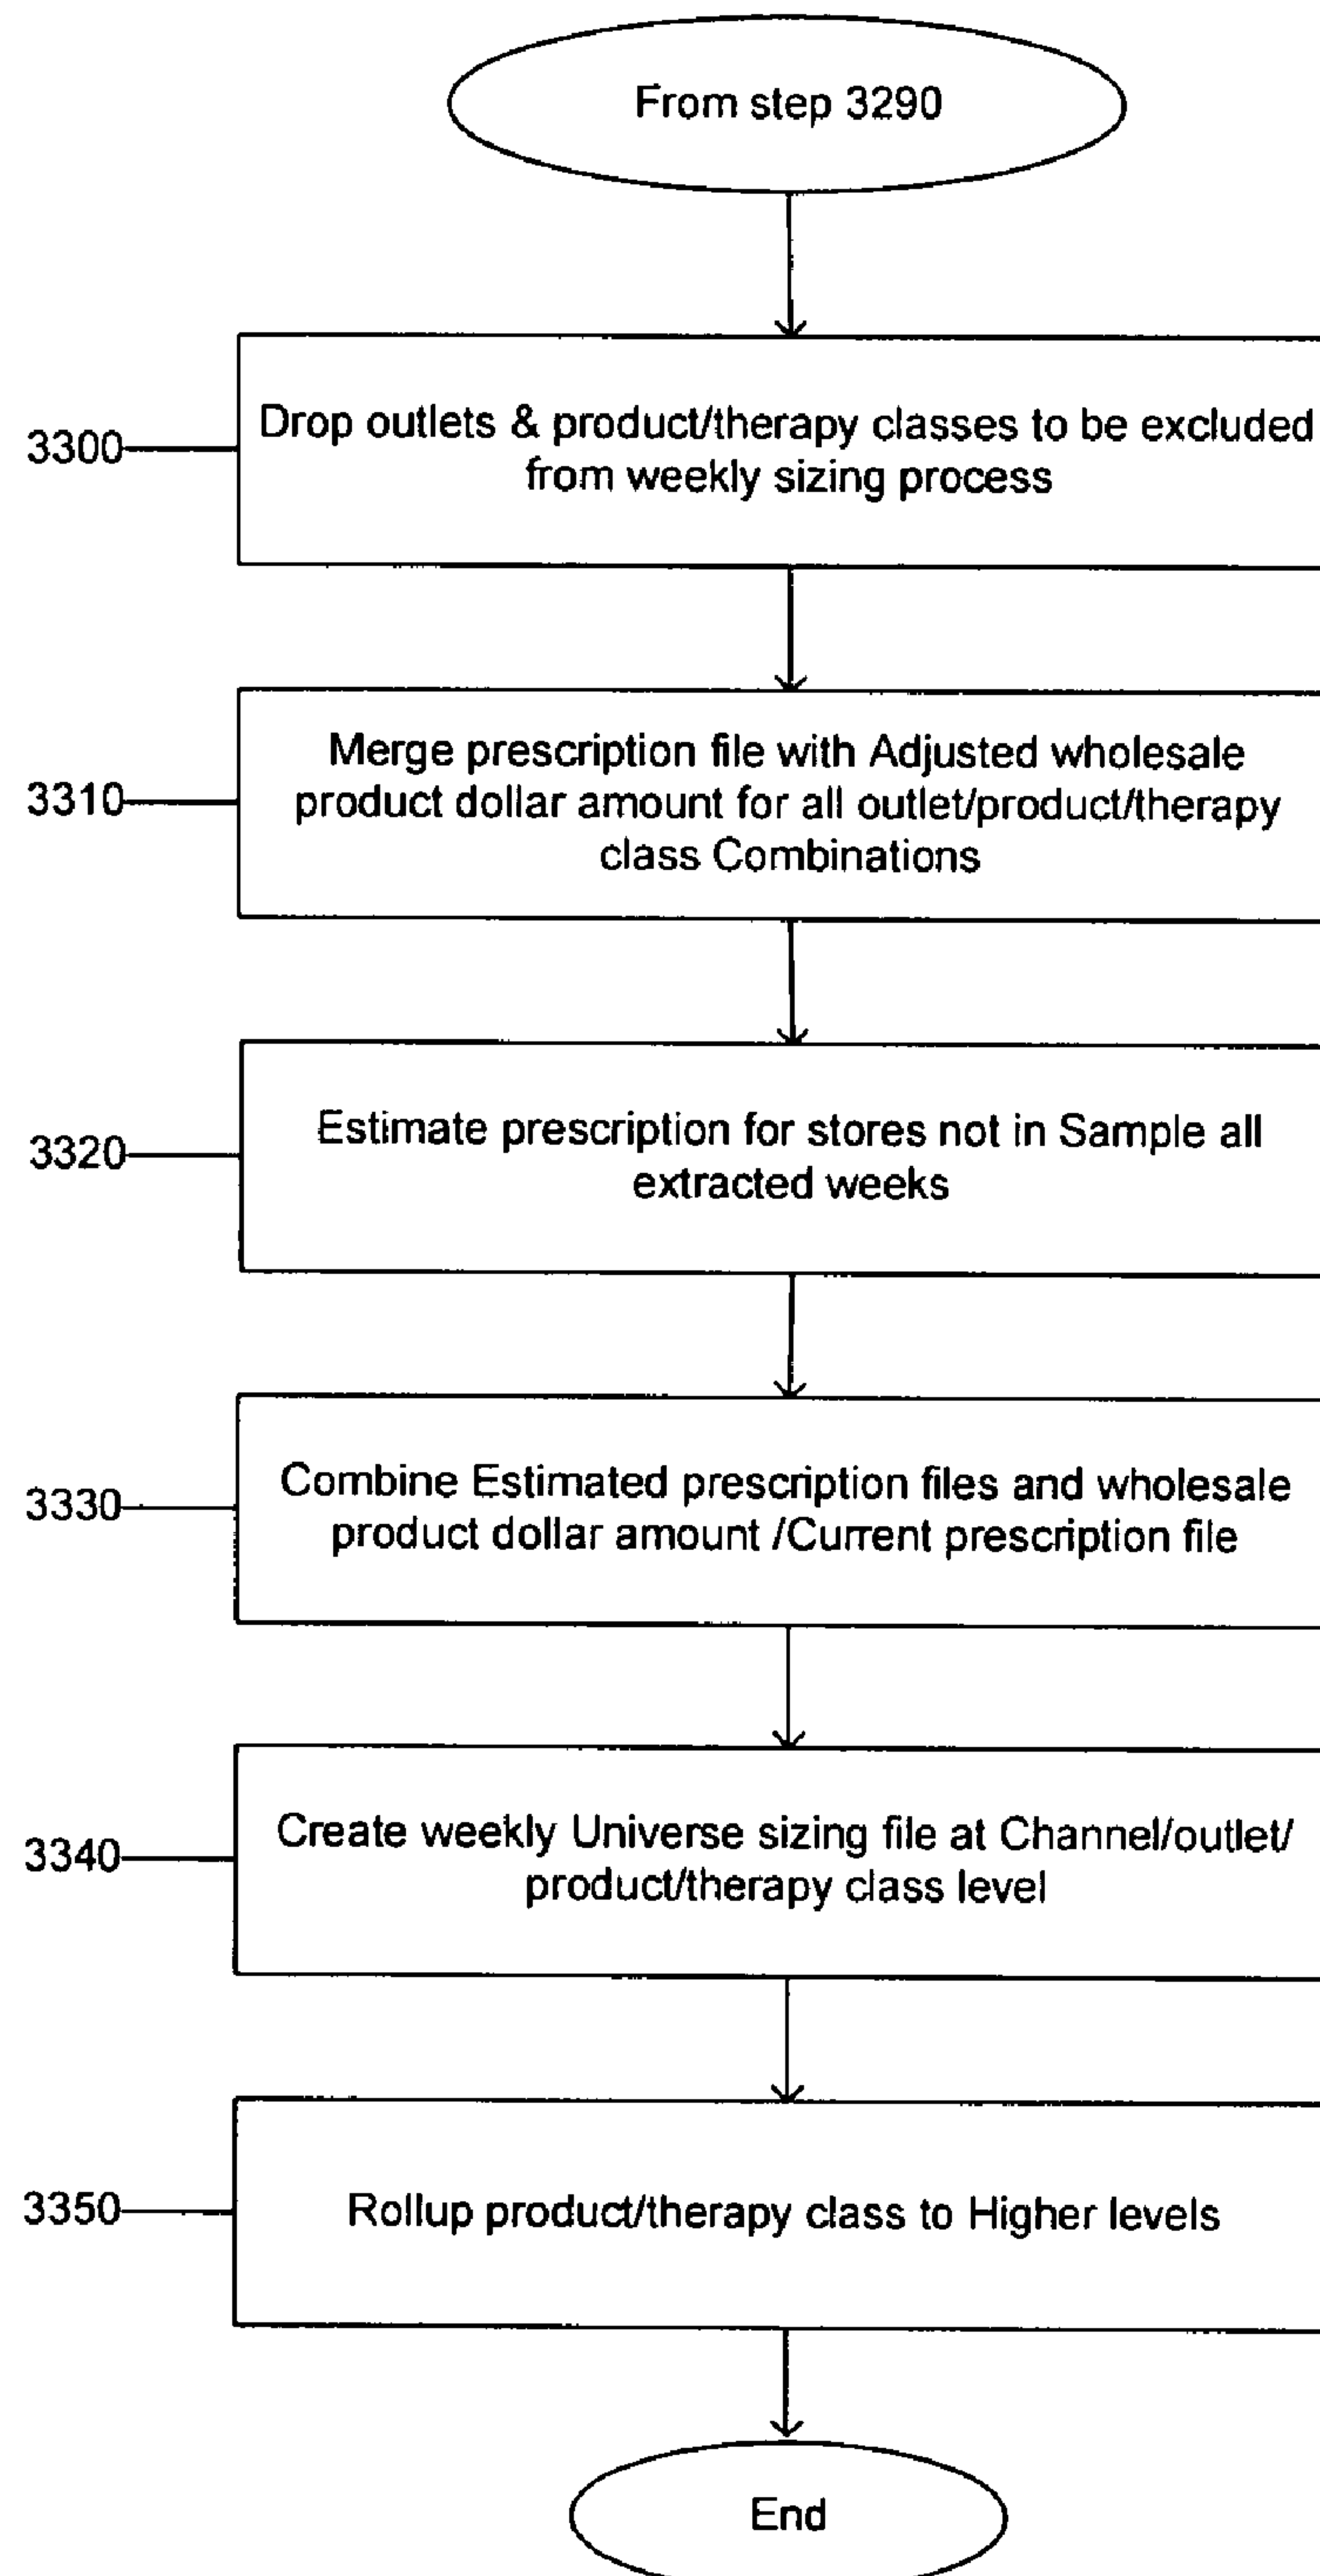 From step 3290
3300
Drop outlets & product/therapy classes to be excluded
from weekly sizing process
3310
Merge prescription file with Adjusted wholesale
product dollar amount for all outlet/product/therapy
class Combinations
3320
Estimate prescription for stores not in Sample all
extracted weeks
3330
Combine Estimated prescription files and wholesale
product dollar amount /Current prescription file
3340
Create weekly Universe sizing file at Channel/outlet/
product/therapy class level
3350
Rollup product/therapy class to Higher levels
End